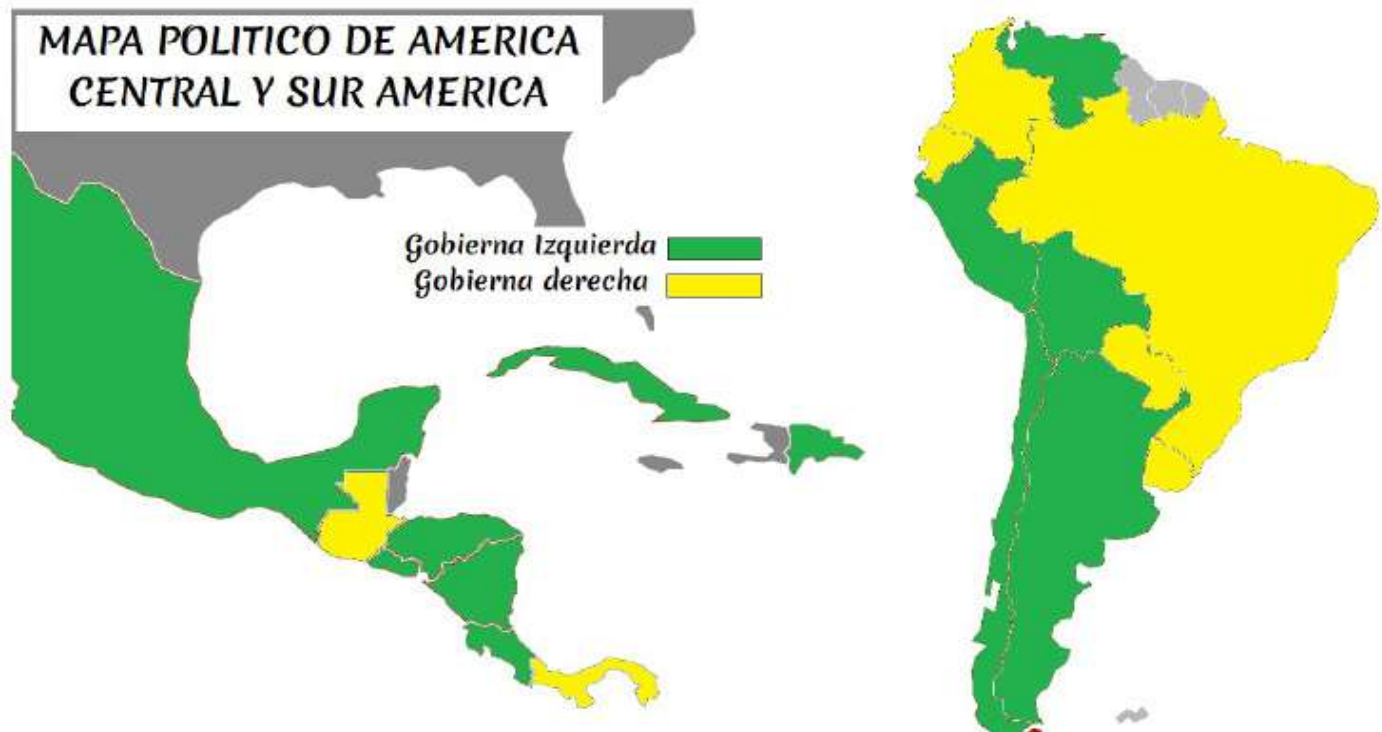 MAPA POLITICO DE AMERICA
CENTRAL Y SUR AMERICA
Gobierna Izquierda
Gobierna derecha